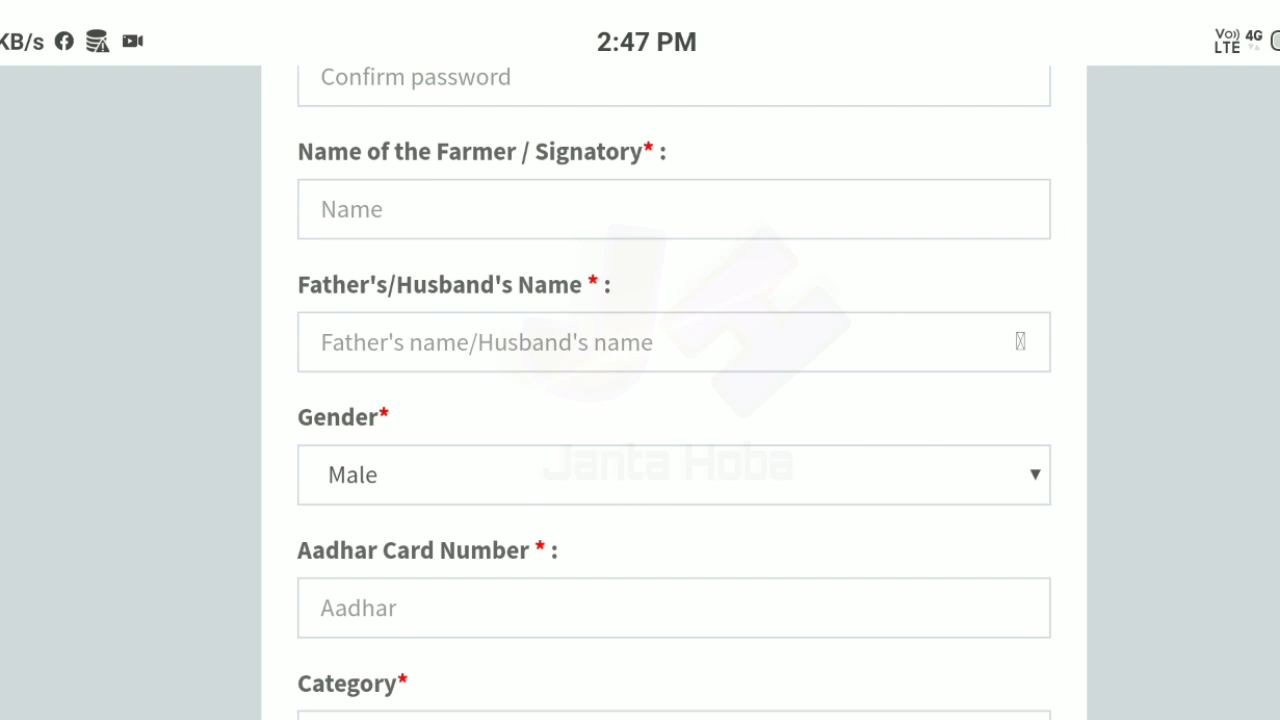 KB/s
2:47 PM
Vo)) LTE 4G
Confirm password
Name of the Farmer / Signatory* :
Name
Father's/Husband's Name * :
Father's name/Husband's name
Gender*
Male
Janta Hoba
Aadhar Card Number * :
Aadhar
Category*